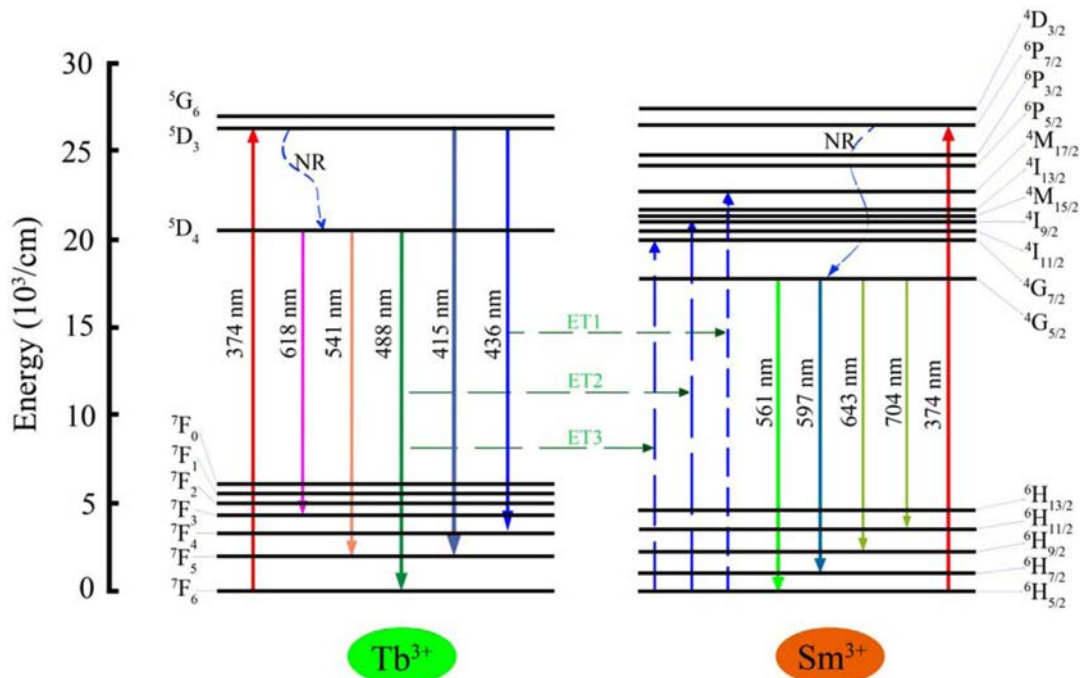 Energy (10³/cm)
30
25
20
15
10
5
0
⁵G₆
⁵D₃
⁵D₄
⁷F₀
⁷F₁
⁷F₂
⁷F₃
⁷F₄
⁷F₅
⁷F₆
NR
374 nm
618 nm
541 nm
488 nm
415 nm
436 nm
ET1
ET2
ET3
NR
561 nm
597 nm
643 nm
704 nm
374 nm
⁴D₃/₂
⁶P₇/₂
⁶P₃/₂
⁶P₅/₂
⁴M₁₇/₂
⁴I₁₃/₂
⁴M₁₅/₂
⁴I₉/₂
⁴I₁₁/₂
⁴G₇/₂
⁴G₅/₂
⁶H₁₃/₂
⁶H₁₁/₂
⁶H₉/₂
⁶H₇/₂
⁶H₅/₂
Tb³⁺
Sm³⁺